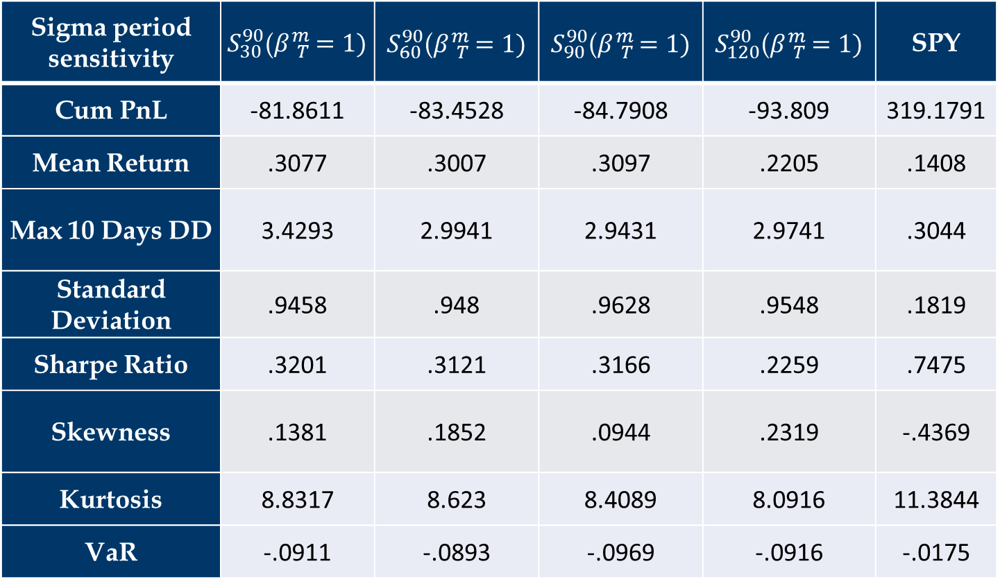 Sigma period sensitivity $S_{30}^{90}(\beta_{T}^{m} = 1)$ $S_{60}^{90}(\beta_{T}^{m} = 1)$ $S_{90}^{90}(\beta_{T}^{m} = 1)$ $S_{120}^{90}(\beta_{T}^{m} = 1)$ SPY
Cum PnL -81.8611 -83.4528 -84.7908 -93.809 319.1791
Mean Return .3077 .3007 .3097 .2205 .1408
Max 10 Days DD 3.4293 2.9941 2.9431 2.9741 .3044
Standard Deviation .9458 .948 .9628 .9548 .1819
Sharpe Ratio .3201 .3121 .3166 .2259 .7475
Skewness .1381 .1852 .0944 .2319 -.4369
Kurtosis 8.8317 8.623 8.4089 8.0916 11.3844
VaR -.0911 -.0893 -.0969 -.0916 -.0175